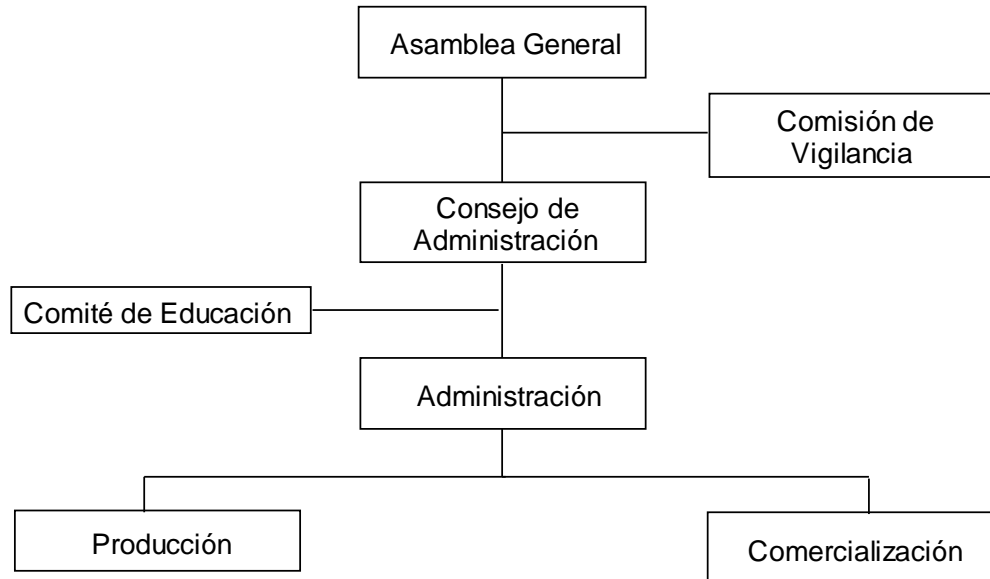 Asamblea General
Comisión de
Vigilancia
Consejo de
Administración
Comité de Educación
Administración
Producción
Comercialización